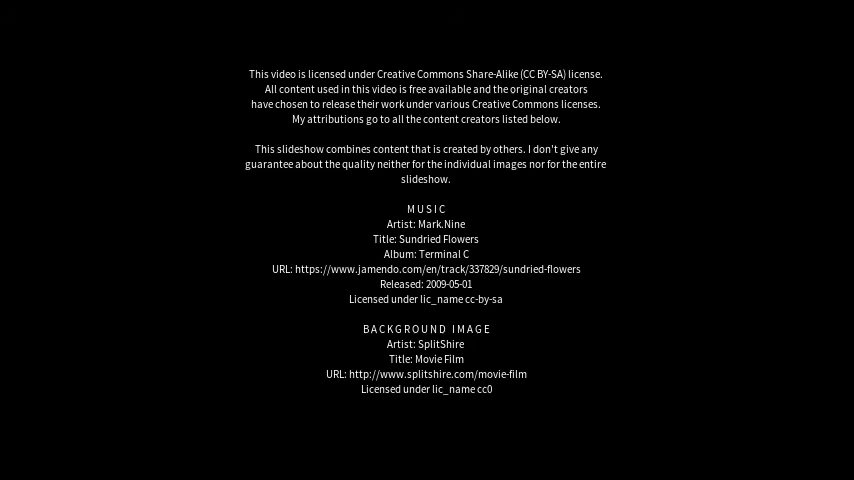 This video is licensed under Creative Commons Share-Alike (CC BY-SA) license.
All content used in this video is free available and the original creators
have chosen to release their work under various Creative Commons licenses.
My attributions go to all the content creators listed below.
This slideshow combines content that is created by others. I don't give any
guarantee about the quality neither for the individual images nor for the entire
slideshow.
MUSIC
Artist: Mark.Nine
Title: Sundried Flowers
Album: Terminal C
URL: https://www.jamendo.com/en/track/337829/sundried-flowers
Released: 2009-05-01
Licensed under lic_name cc-by-sa
BACKGROUND IMAGE
Artist: SplitShire
Title: Movie Film
URL: http://www.splitshire.com/movie-film
Licensed under lic_name cc0